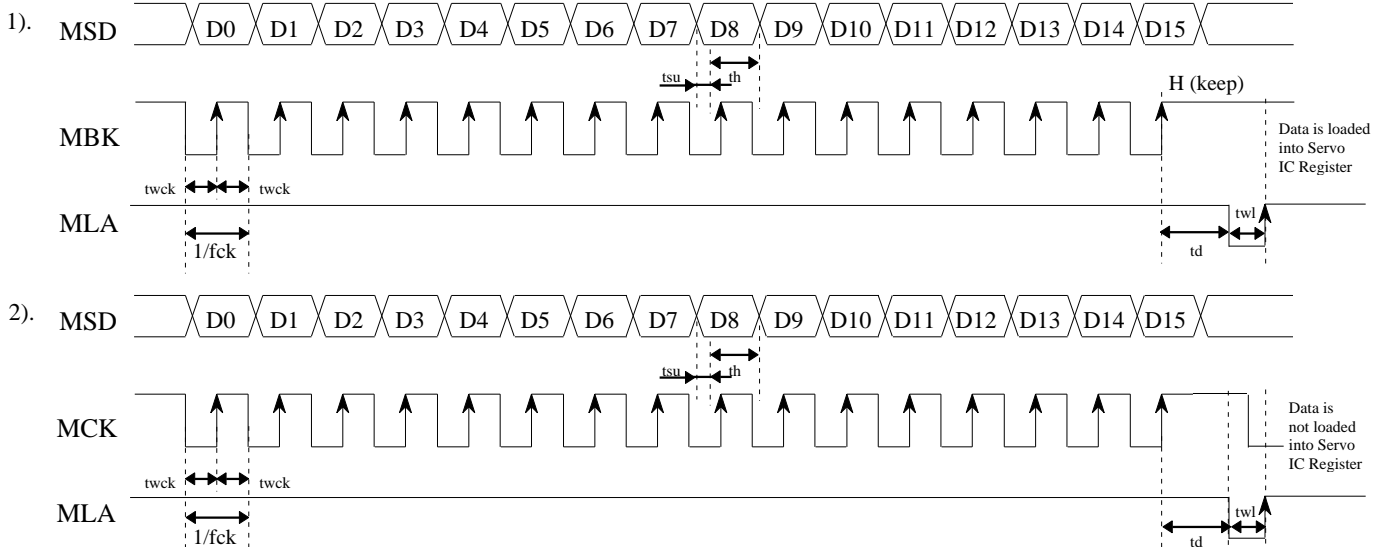 1). MSD D0 D1 D2 D3 D4 D5 D6 D7 D8 D9 D10 D11 D12 D13 D14 D15
tsu th
H (keep)
MBK
Data is loaded
into Servo
IC Register
twck twck
MLA
1/fck
twl
td
2). MSD D0 D1 D2 D3 D4 D5 D6 D7 D8 D9 D10 D11 D12 D13 D14 D15
tsu th
MCK
Data is
not loaded
into Servo
IC Register
twck twck
MLA
1/fck
twl
td